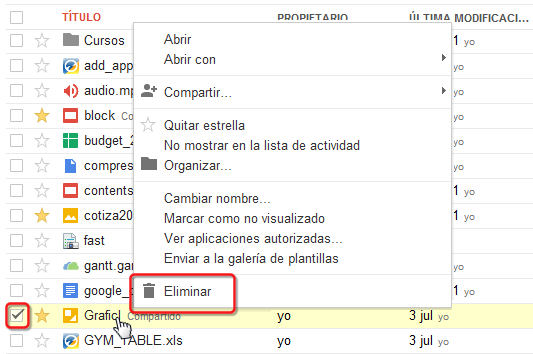 TÍTULO PROPIETARIO ÚLTIMA MODIFICACI...
Cursos 1 yo
add_app yo
audio.mp yo
block Co 1 yo
budget_2 yo
compres yo
contents 1 yo
cotiza20 1 yo
fast yo
gantt.gan yo
google_ 1 yo
Grafic Compartido yo 3 jul yo
GYM_TABLE.xls yo 3 jul yo
Abrir
Abrir con
Compartir...
Quitar estrella
No mostrar en la lista de actividad
Organizar...
Cambiar nombre...
Marcar como no visualizado
Ver aplicaciones autorizadas...
Enviar a la galería de plantillas
Eliminar